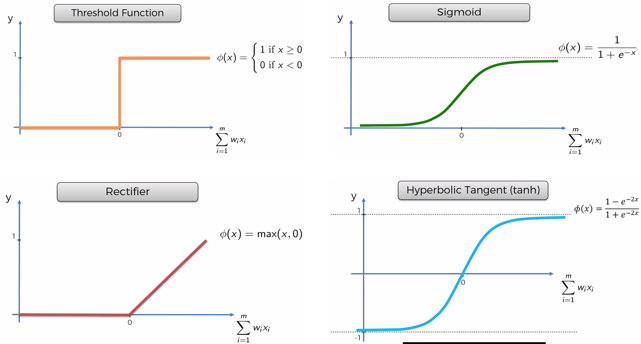 Threshold Function
y
1
ϕ(x) = { 1 if x ≥ 0
0 if x < 0
0
m
∑ wᵢxᵢ
i=1
Sigmoid
y
1
ϕ(x) = 1
1 + e⁻ˣ
0
m
∑ wᵢxᵢ
i=1
Rectifier
y
1
ϕ(x) = max(x, 0)
0
m
∑ wᵢxᵢ
i=1
Hyperbolic Tangent (tanh)
y
1
ϕ(x) = 1 − e⁻²ˣ
1 + e⁻²ˣ
0
m
∑ wᵢxᵢ
i=1
-1